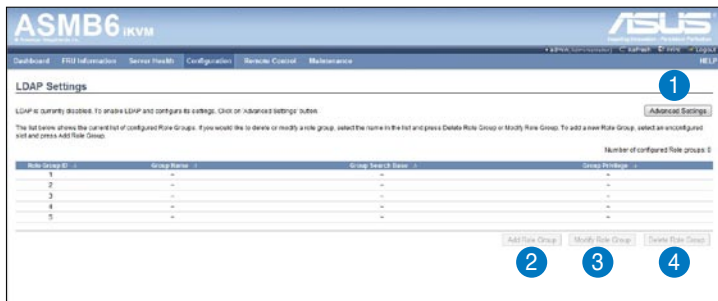 ASMB6 iKVM
ASUS
Refresh Print Logout
Dashboard FRU Information Server Health Configuration Remote Control Maintenance HELP
LDAP Settings
1
LDAP is currently disabled. To enable LDAP and configure its settings. Click on 'Advanced Settings' button.
Advanced Settings
The list below shows the current list of configured Role Groups. If you would like to delete or modify a role group, select the name in the list and press Delete Role Group or Modify Role Group. To add a new Role Group, select an unconfigured
slot and press Add Role Group.
Number of configured Role groups: 0
Role Group ID Group Name Group Search Base Group Privilege
1 ~ ~ ~
2 ~ ~ ~
3 ~ ~ ~
4 ~ ~ ~
5 ~ ~ ~
Add Role Group Modify Role Group Delete Role Group
2 3 4